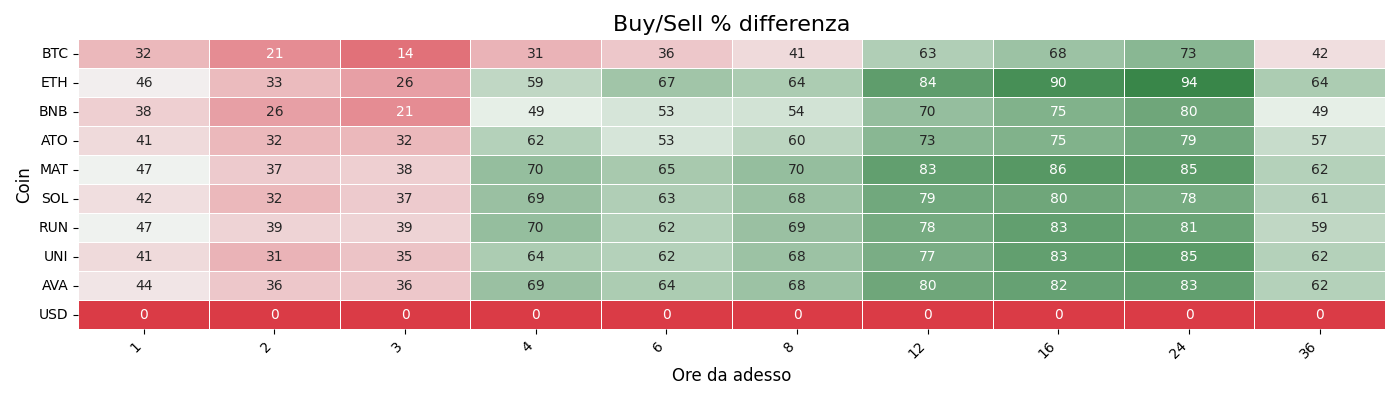 Buy/Sell % differenza
Coin
BTC 32 21 14 31 36 41 63 68 73 42
ETH 46 33 26 59 67 64 84 90 94 64
BNB 38 26 21 49 53 54 70 75 80 49
ATO 41 32 32 62 53 60 73 75 79 57
MAT 47 37 38 70 65 70 83 86 85 62
SOL 42 32 37 69 63 68 79 80 78 61
RUN 47 39 39 70 62 69 78 83 81 59
UNI 41 31 35 64 62 68 77 83 85 62
AVA 44 36 36 69 64 68 80 82 83 62
USD 0 0 0 0 0 0 0 0 0 0
1 2 3 4 6 8 12 16 24 36
Ore da adesso